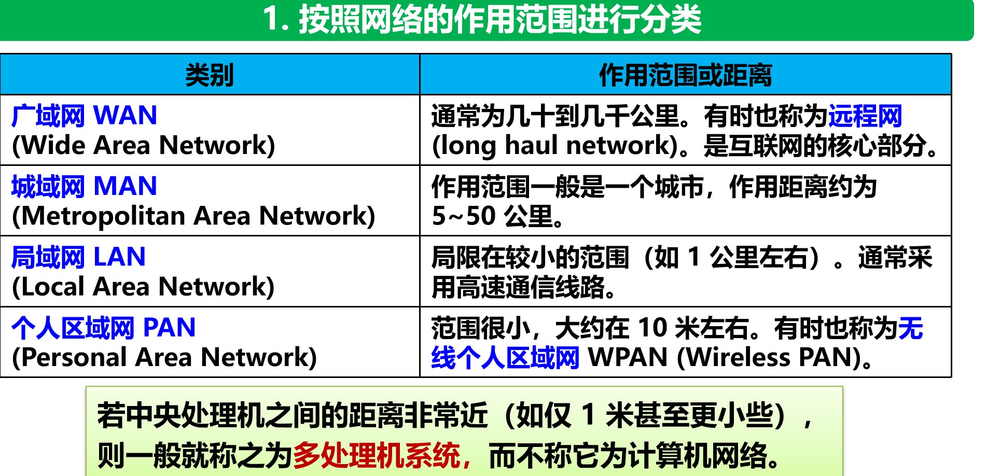 1. 按照网络的作用范围进行分类
类别
作用范围或距离
广域网 WAN
(Wide Area Network)
通常为几十到几千公里。有时也称为远程网
(long haul network)。是互联网的核心部分。
城域网 MAN
(Metropolitan Area Network)
作用范围一般是一个城市，作用距离约为
5~50 公里。
局域网 LAN
(Local Area Network)
局限在较小的范围（如 1 公里左右）。通常采
用高速通信线路。
个人区域网 PAN
(Personal Area Network)
范围很小，大约在 10 米左右。有时也称为无
线个人区域网 WPAN (Wireless PAN)。
若中央处理机之间的距离非常近（如仅 1 米甚至更小些），
则一般就称之为多处理机系统，而不称它为计算机网络。